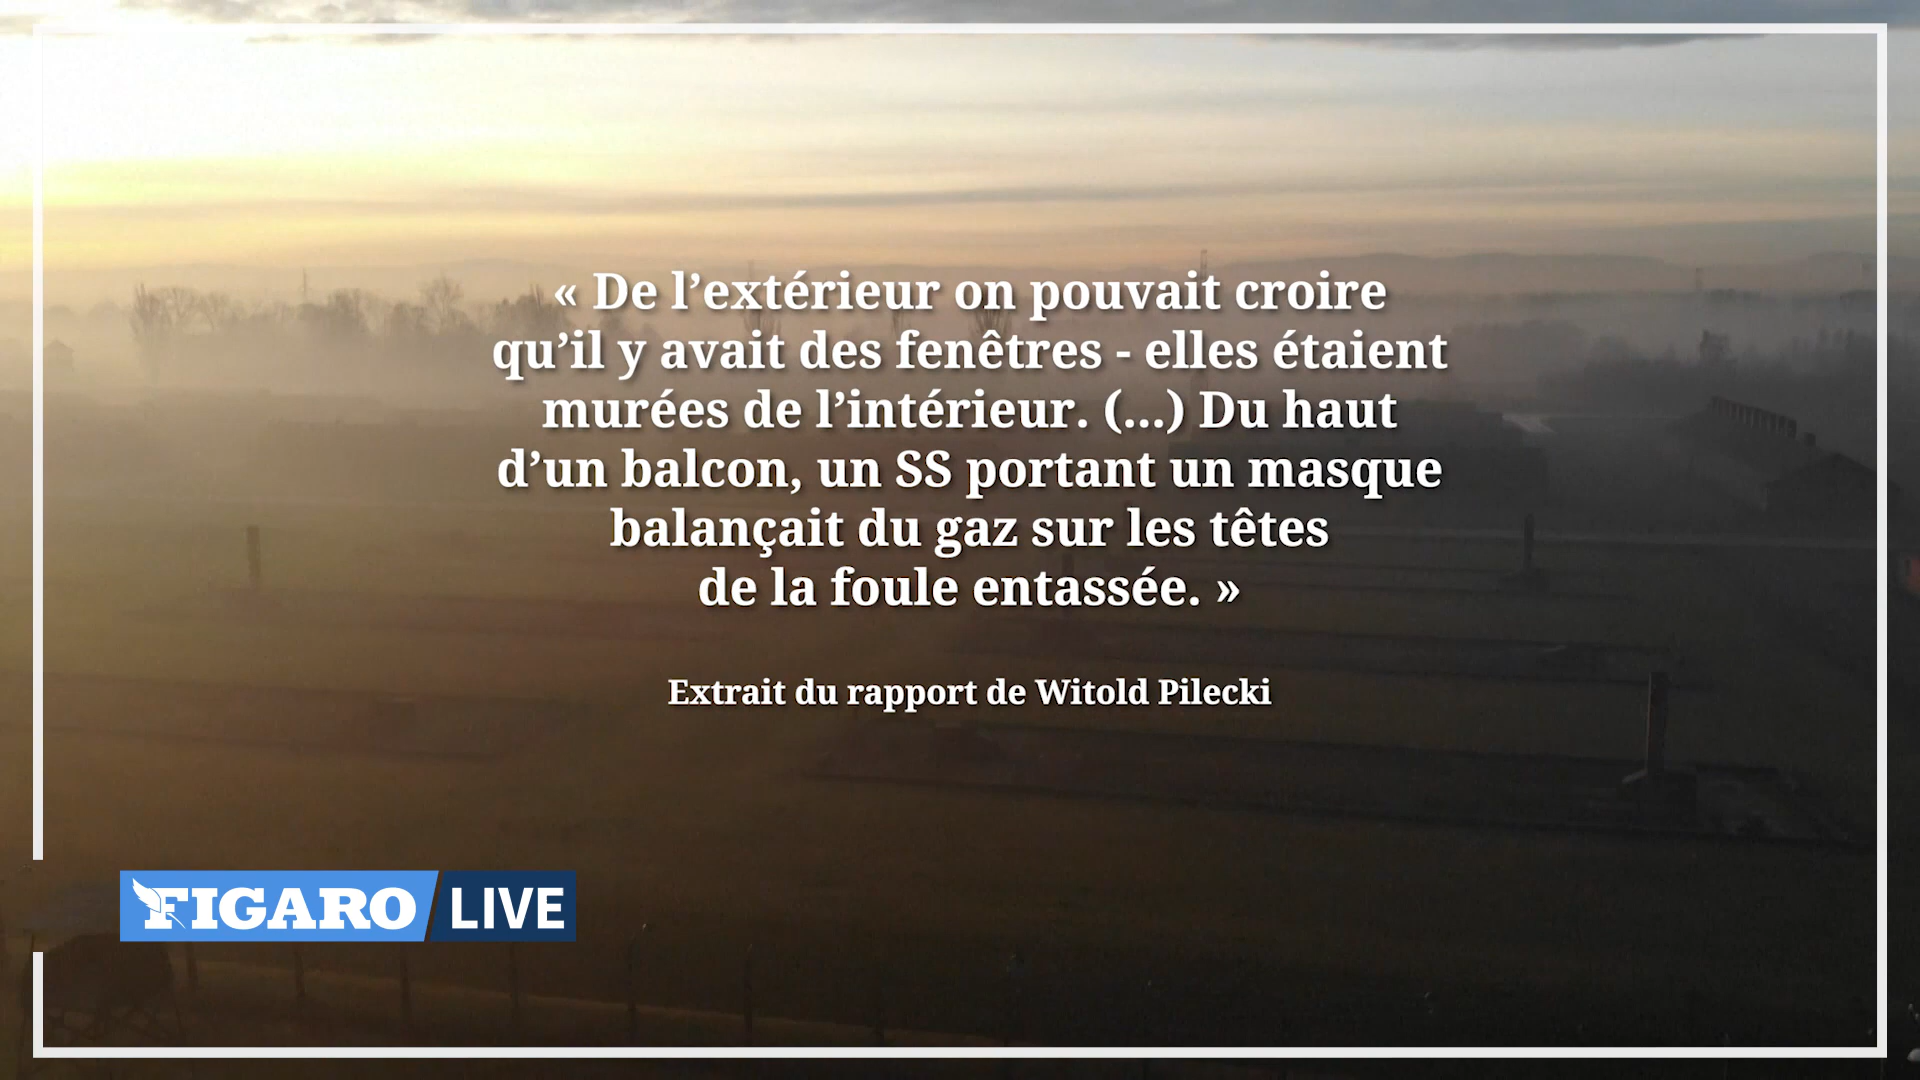 « De l’extérieur on pouvait croire
qu’il y avait des fenêtres - elles étaient
murées de l’intérieur. (...) Du haut
d’un balcon, un SS portant un masque
balançait du gaz sur les têtes
de la foule entassée. »
Extrait du rapport de Witold Pilecki
FIGARO LIVE